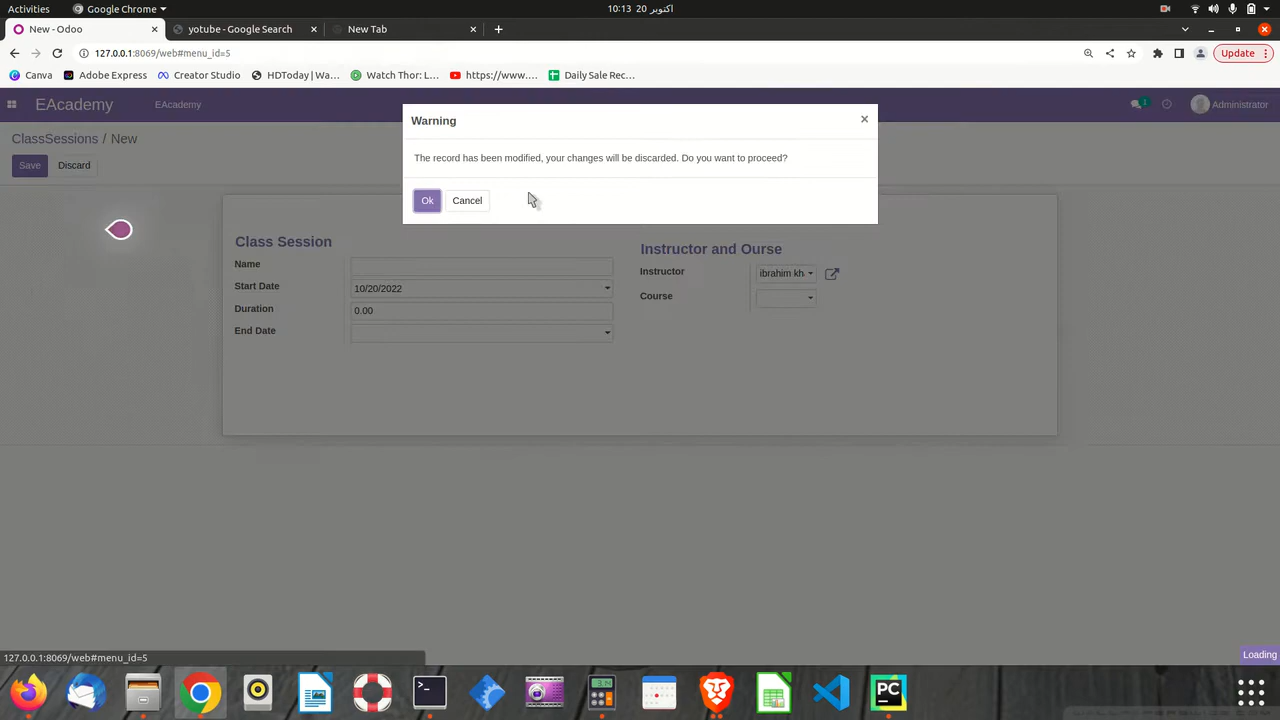 Activities
Google Chrome
اکتوبر 20 10:13
New - Odoo
yotube - Google Search
New Tab
127.0.0.1:8069/web#menu_id=5
Update
Canva
Adobe Express
Creator Studio
HDToday | Wa...
Watch Thor: L...
https://www....
Daily Sale Rec...
EAcademy
EAcademy
1
Administrator
ClassSessions / New
Save
Discard
Warning
×
The record has been modified, your changes will be discarded. Do you want to proceed?
Ok
Cancel
Class Session
Name
Start Date
10/20/2022
Duration
0.00
End Date
Instructor and Ourse
Instructor
ibrahim kh
Course
127.0.0.1:8069/web#menu_id=5
Loading